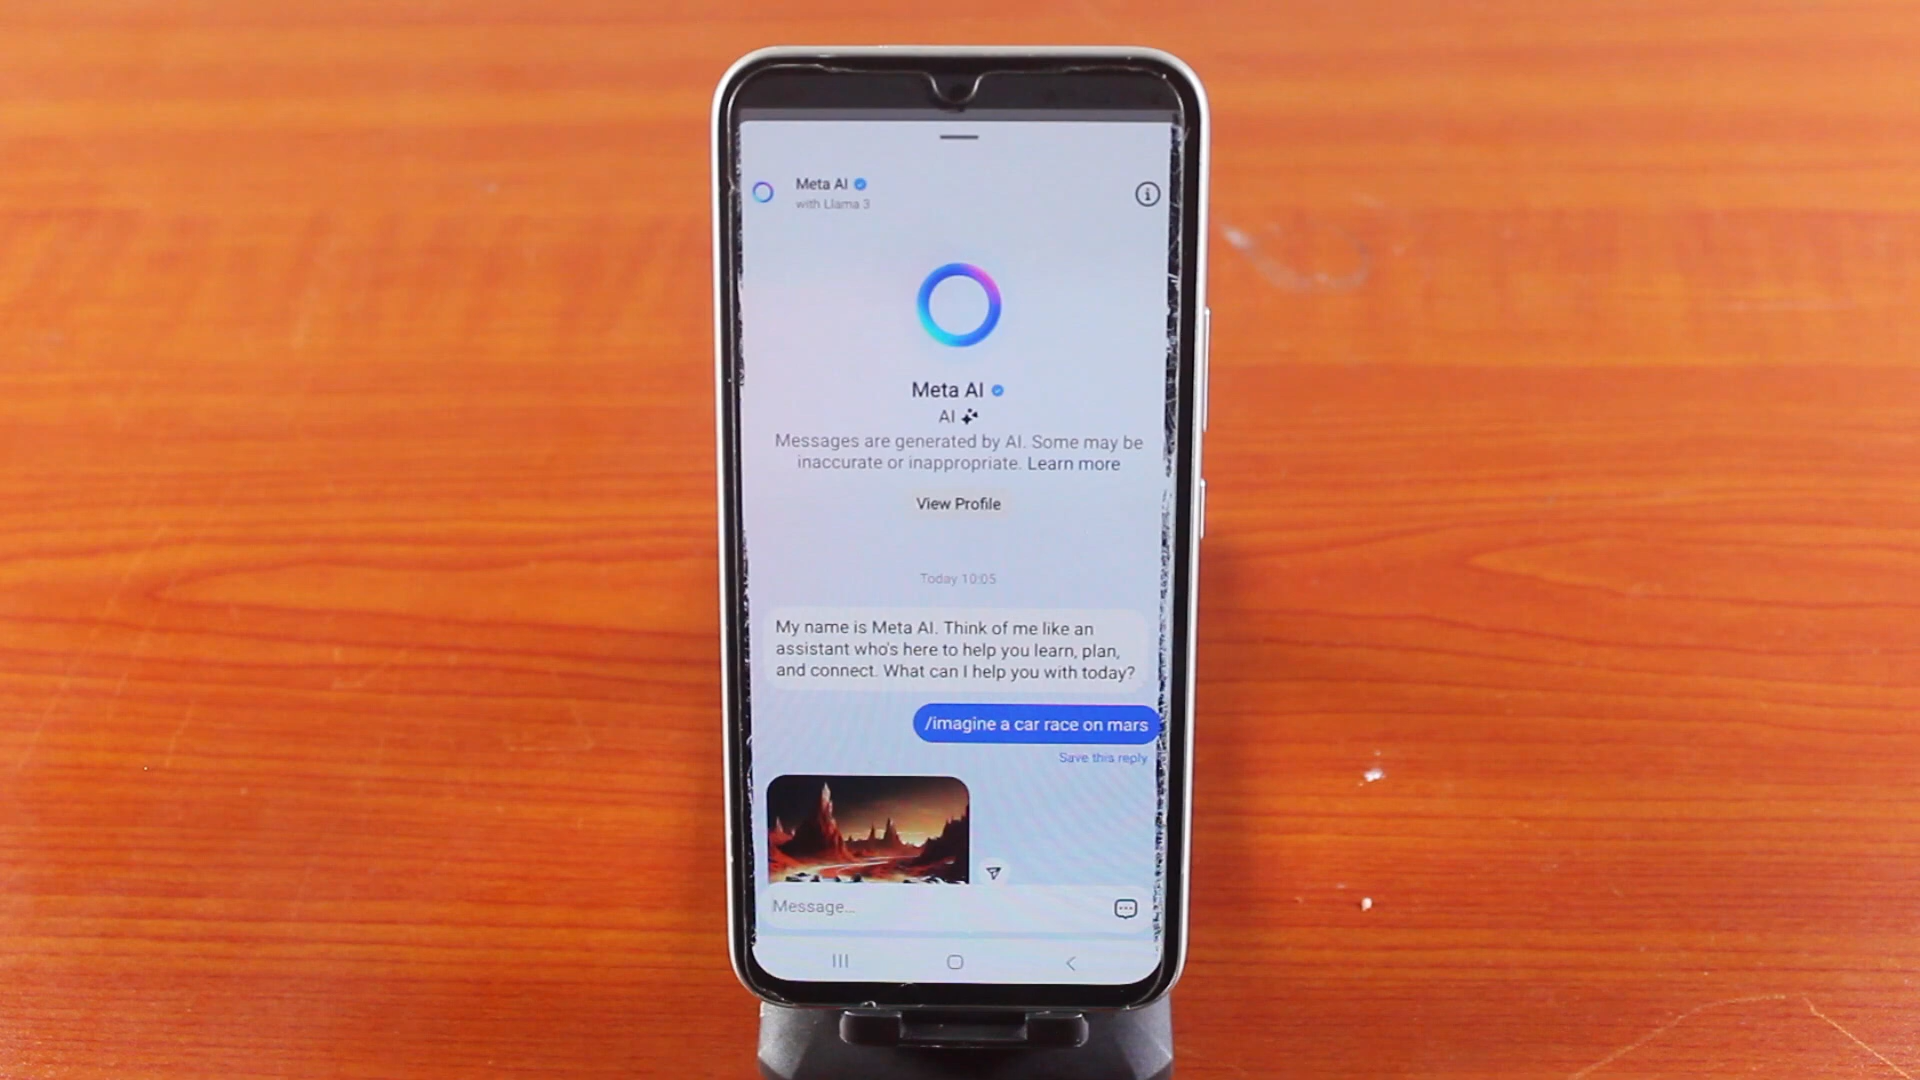 Meta AI
with Llama 3
Meta AI
AI
Messages are generated by AI. Some may be
inaccurate or inappropriate. Learn more
View Profile
Today 10:05
My name is Meta AI. Think of me like an
assistant who's here to help you learn, plan,
and connect. What can I help you with today?
/imagine a car race on mars
Save this reply
Message...